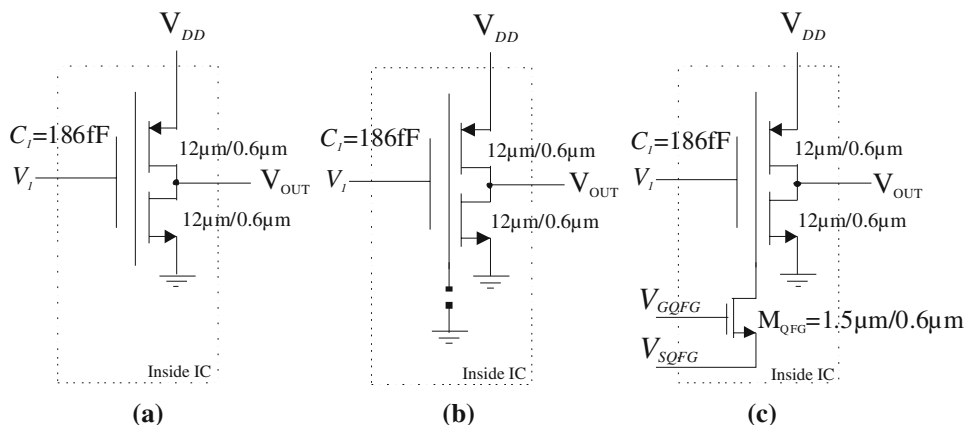 V_DD
C_I=186fF
12µm/0.6µm
V_I
V_OUT
12µm/0.6µm
Inside IC
(a)
V_DD
C_I=186fF
12µm/0.6µm
V_I
V_OUT
12µm/0.6µm
Inside IC
(b)
V_DD
C_I=186fF
12µm/0.6µm
V_I
V_OUT
12µm/0.6µm
V_GQFG
M_QFG=1.5µm/0.6µm
V_SQFG
Inside IC
(c)